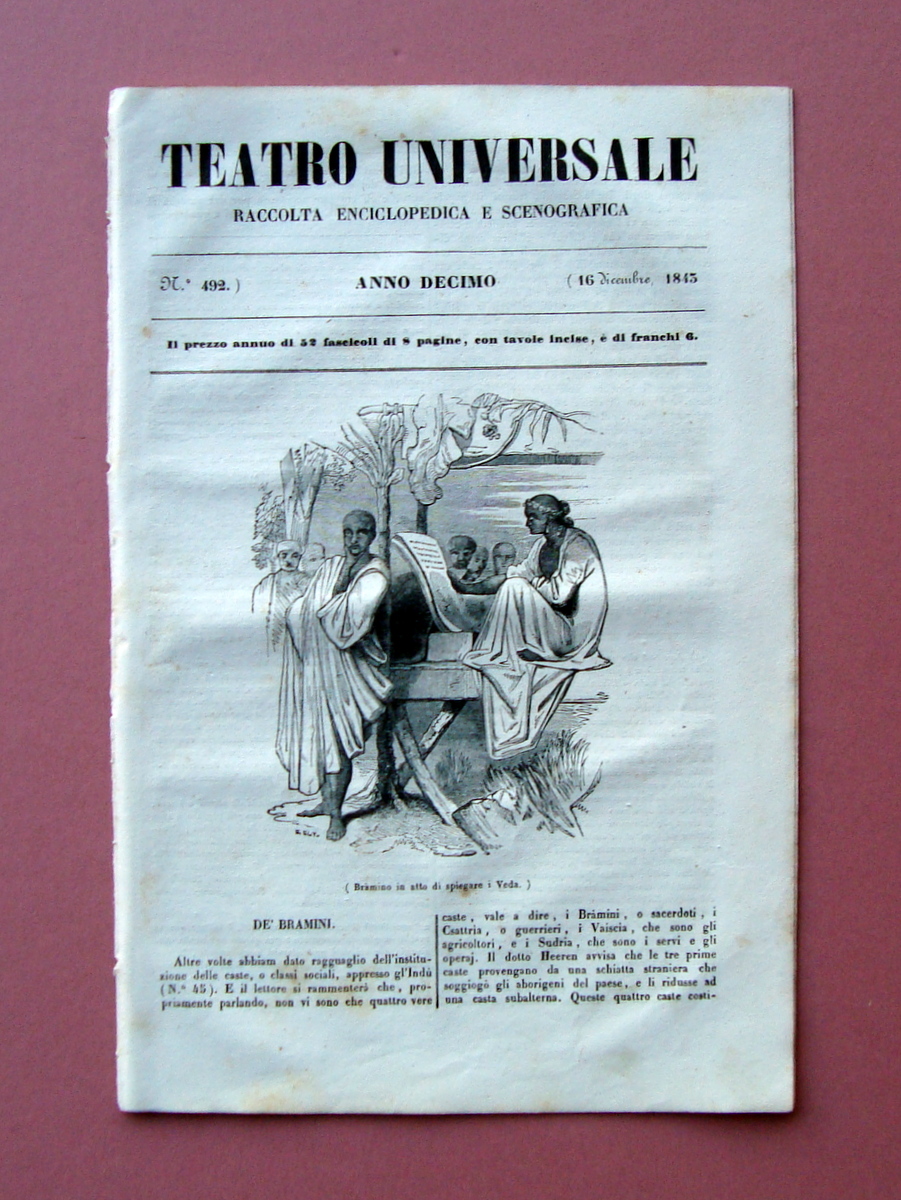 TEATRO UNIVERSALE
RACCOLTA ENCICLOPEDICA E SCENOGRAFICA
N.° 492. )
ANNO DECIMO
( 16 dicembre, 1843
Il prezzo annuo di 52 fascicoli di 8 pagine, con tavole incise, è di franchi 6.
( Bràmino in atto di spiegare i Veda. )
DE' BRAMINI.
Altre volte abbiam dato ragguaglio dell'institu-
zione delle caste, o classi sociali, appresso gl'Indù
(N.° 45). E il lettore si rammenterà che, pro-
priamente parlando, non vi sono che quattro vere
caste, vale a dire, i Bràmini, o sacerdoti, i
Csattria, o guerrieri, i Vaiscia, che sono gli
agricoltori, e i Sudria, che sono i servi e gli
operaj. Il dotto Heeren avvisa che le tre prime
caste provengano da una schiatta straniera che
soggiogò gli aborigeni del paese, e li ridusse ad
una casta subalterna. Queste quattro caste costi-